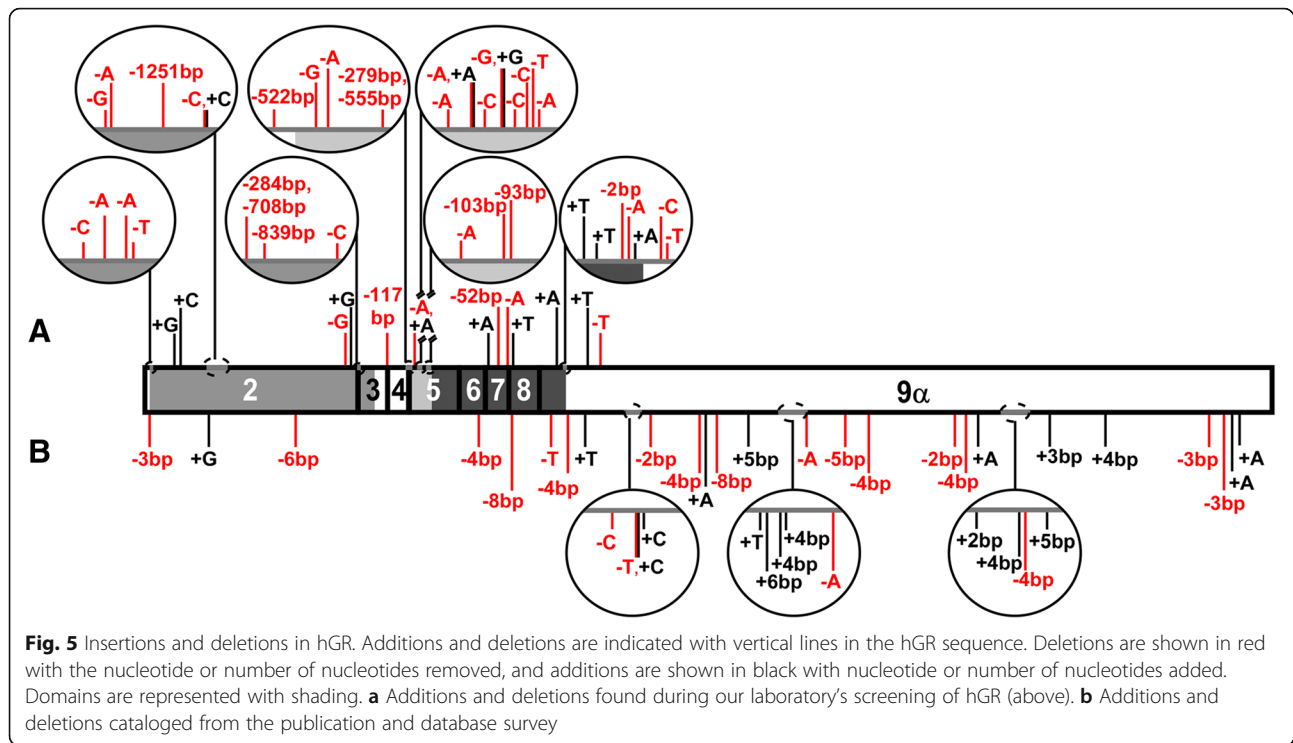 -A
-1251bp
-G
-C,+C
-A
-G
-279bp,
-522bp
-555bp
-G,+G
-T
-A,+A
-C
-A
-C
-C
-A
-A -A
-C
-T
-284bp,
-708bp
-839bp
-C
-93bp
-103bp
-A
-2bp
+T
-A
-C
+T
+A
-T
A
+C
+G
+G
-G
-117
bp
-A,
+A
-52bp
-A
+A
+T
+A
+T
-T
2 3 4 5 6 7 8 9α
B
-3bp
+G
-6bp
-4bp
-8bp
-T
-4bp
+T
-2bp
-4bp
+A
-8bp
+5bp
-A
-5bp
-4bp
-2bp
-4bp
+A
+3bp
+4bp
-3bp
-3bp
+A
+A
-C
+C
-T,+C
+T
+4bp
+4bp
+6bp
-A
+2bp
+5bp
+4bp
-4bp
Fig. 5 Insertions and deletions in hGR. Additions and deletions are indicated with vertical lines in the hGR sequence. Deletions are shown in red
with the nucleotide or number of nucleotides removed, and additions are shown in black with nucleotide or number of nucleotides added.
Domains are represented with shading. a Additions and deletions found during our laboratory's screening of hGR (above). b Additions and
deletions cataloged from the publication and database survey